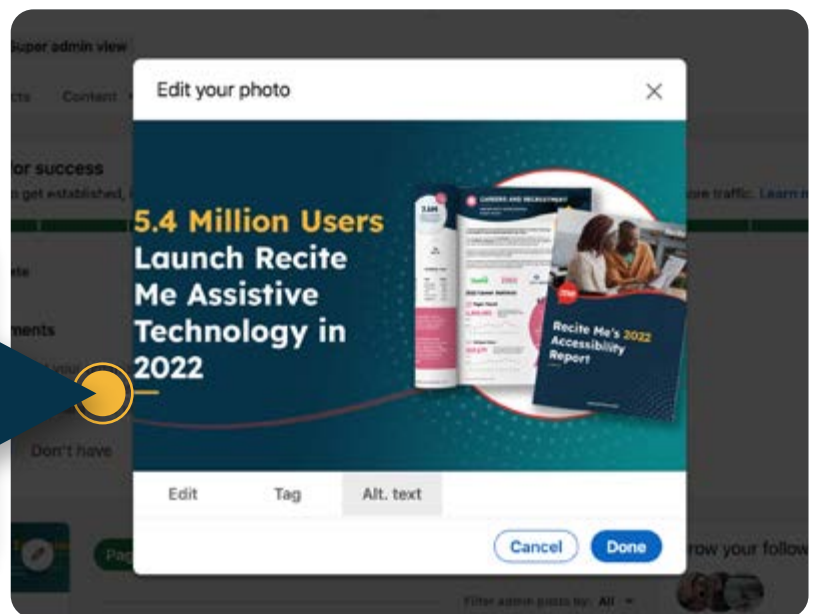 Super admin view
Content
Edit your photo
for success
get established,
more traffic. Learn
5.4 Million Users
Launch Recite
Me Assistive
Technology in
2022
CAREERS AND RECRUITMENT
Recite Me's 2022
Accessibility
Report
Don't have
Edit Tag Alt. text
Cancel Done
row your follow
Filter admin posts by: All